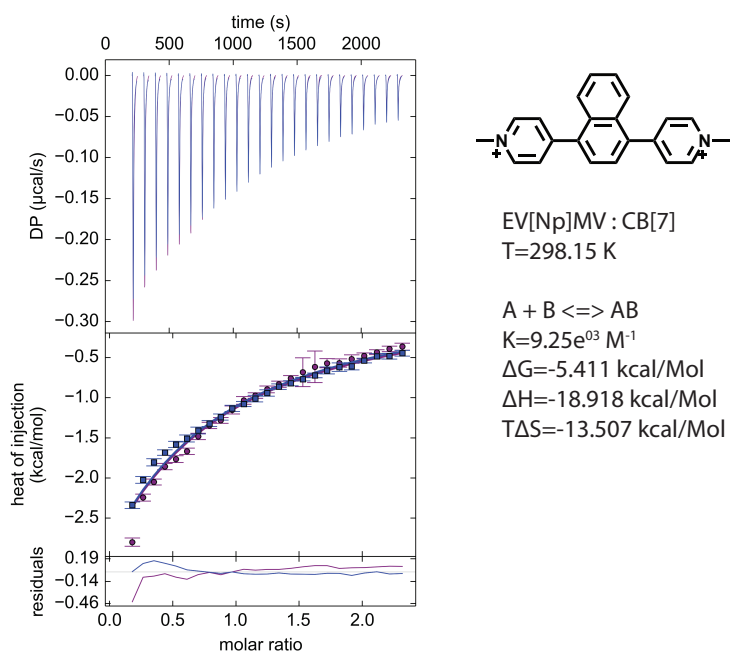 time (s)
0 500 1000 1500 2000
0.00
−0.05
−0.10
−0.15
−0.20
−0.25
−0.30
DP (µcal/s)
−0.5
−1.0
−1.5
−2.0
−2.5
heat of injection
(kcal/mol)
0.19
−0.14
−0.46
residuals
0.0 0.5 1.0 1.5 2.0
molar ratio
N
+
N
+
EV[Np]MV : CB[7]
T=298.15 K
A + B <=> AB
K=9.25e⁰³ M⁻¹
ΔG=-5.411 kcal/Mol
ΔH=-18.918 kcal/Mol
TΔS=-13.507 kcal/Mol